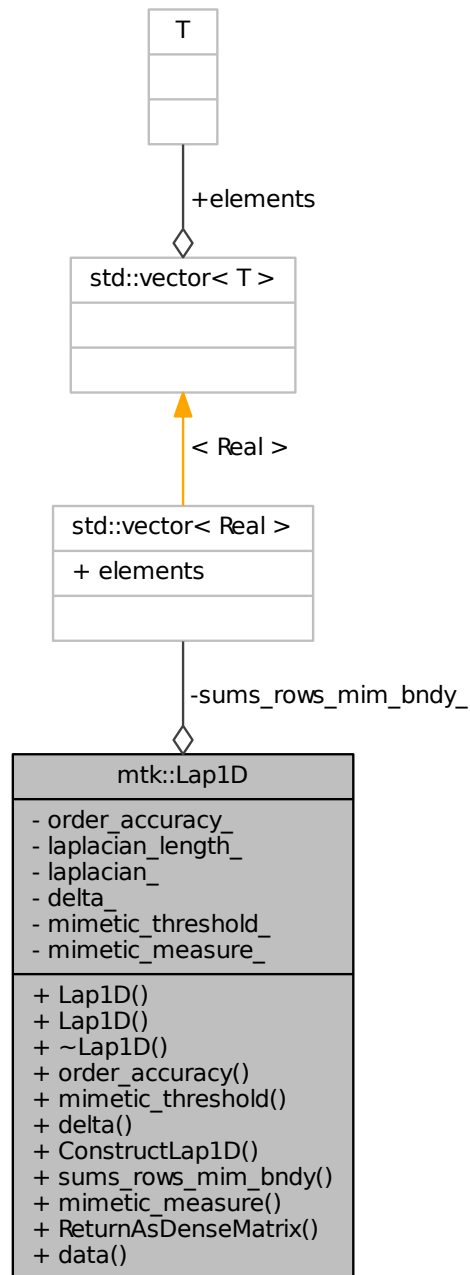 T
+elements
std::vector< T >
< Real >
std::vector< Real >
+ elements
-sums_rows_mim_bndy_
mtk::Lap1D
- order_accuracy_
- laplacian_length_
- laplacian_
- delta_
- mimetic_threshold_
- mimetic_measure_
+ Lap1D()
+ Lap1D()
+ ~Lap1D()
+ order_accuracy()
+ mimetic_threshold()
+ delta()
+ ConstructLap1D()
+ sums_rows_mim_bndy()
+ mimetic_measure()
+ ReturnAsDenseMatrix()
+ data()